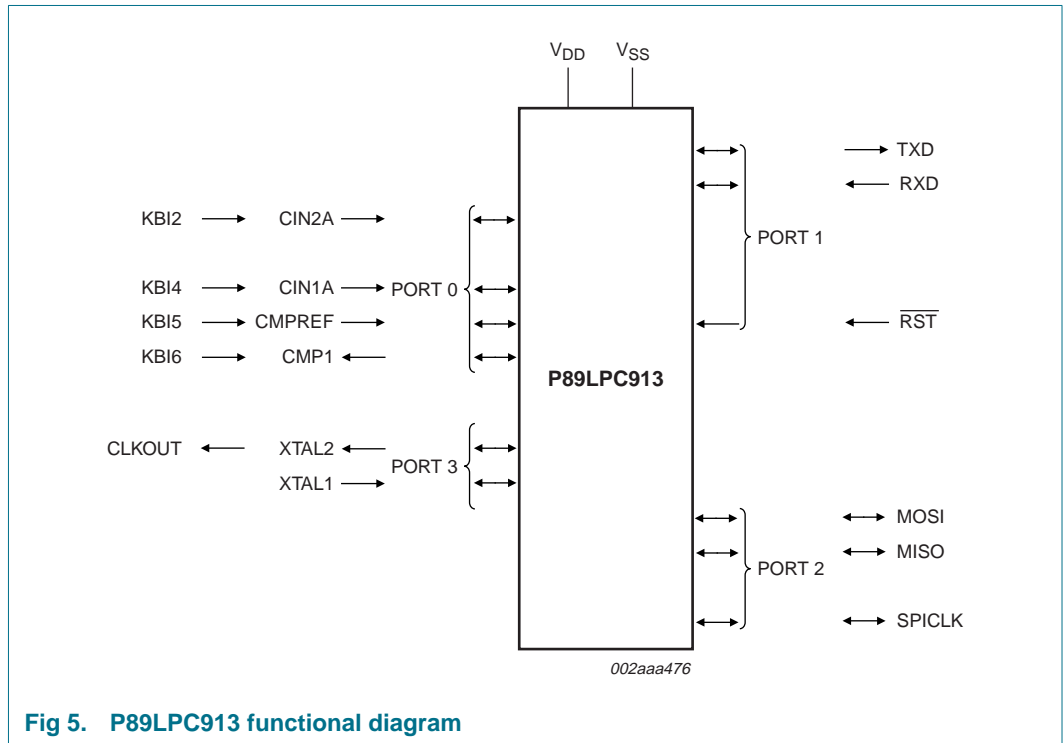 VDD VSS
TXD
RXD
KBI2 CIN2A
PORT 1
KBI4 CIN1A PORT 0
KBI5 CMPREF RST
KBI6 CMP1
P89LPC913
CLKOUT XTAL2
PORT 3
XTAL1
MOSI
MISO
PORT 2
SPICLK
002aaa476
Fig 5. P89LPC913 functional diagram